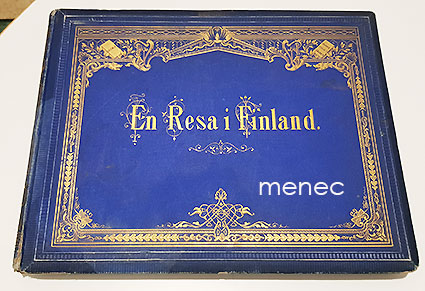 En Resa i Finland.
menec